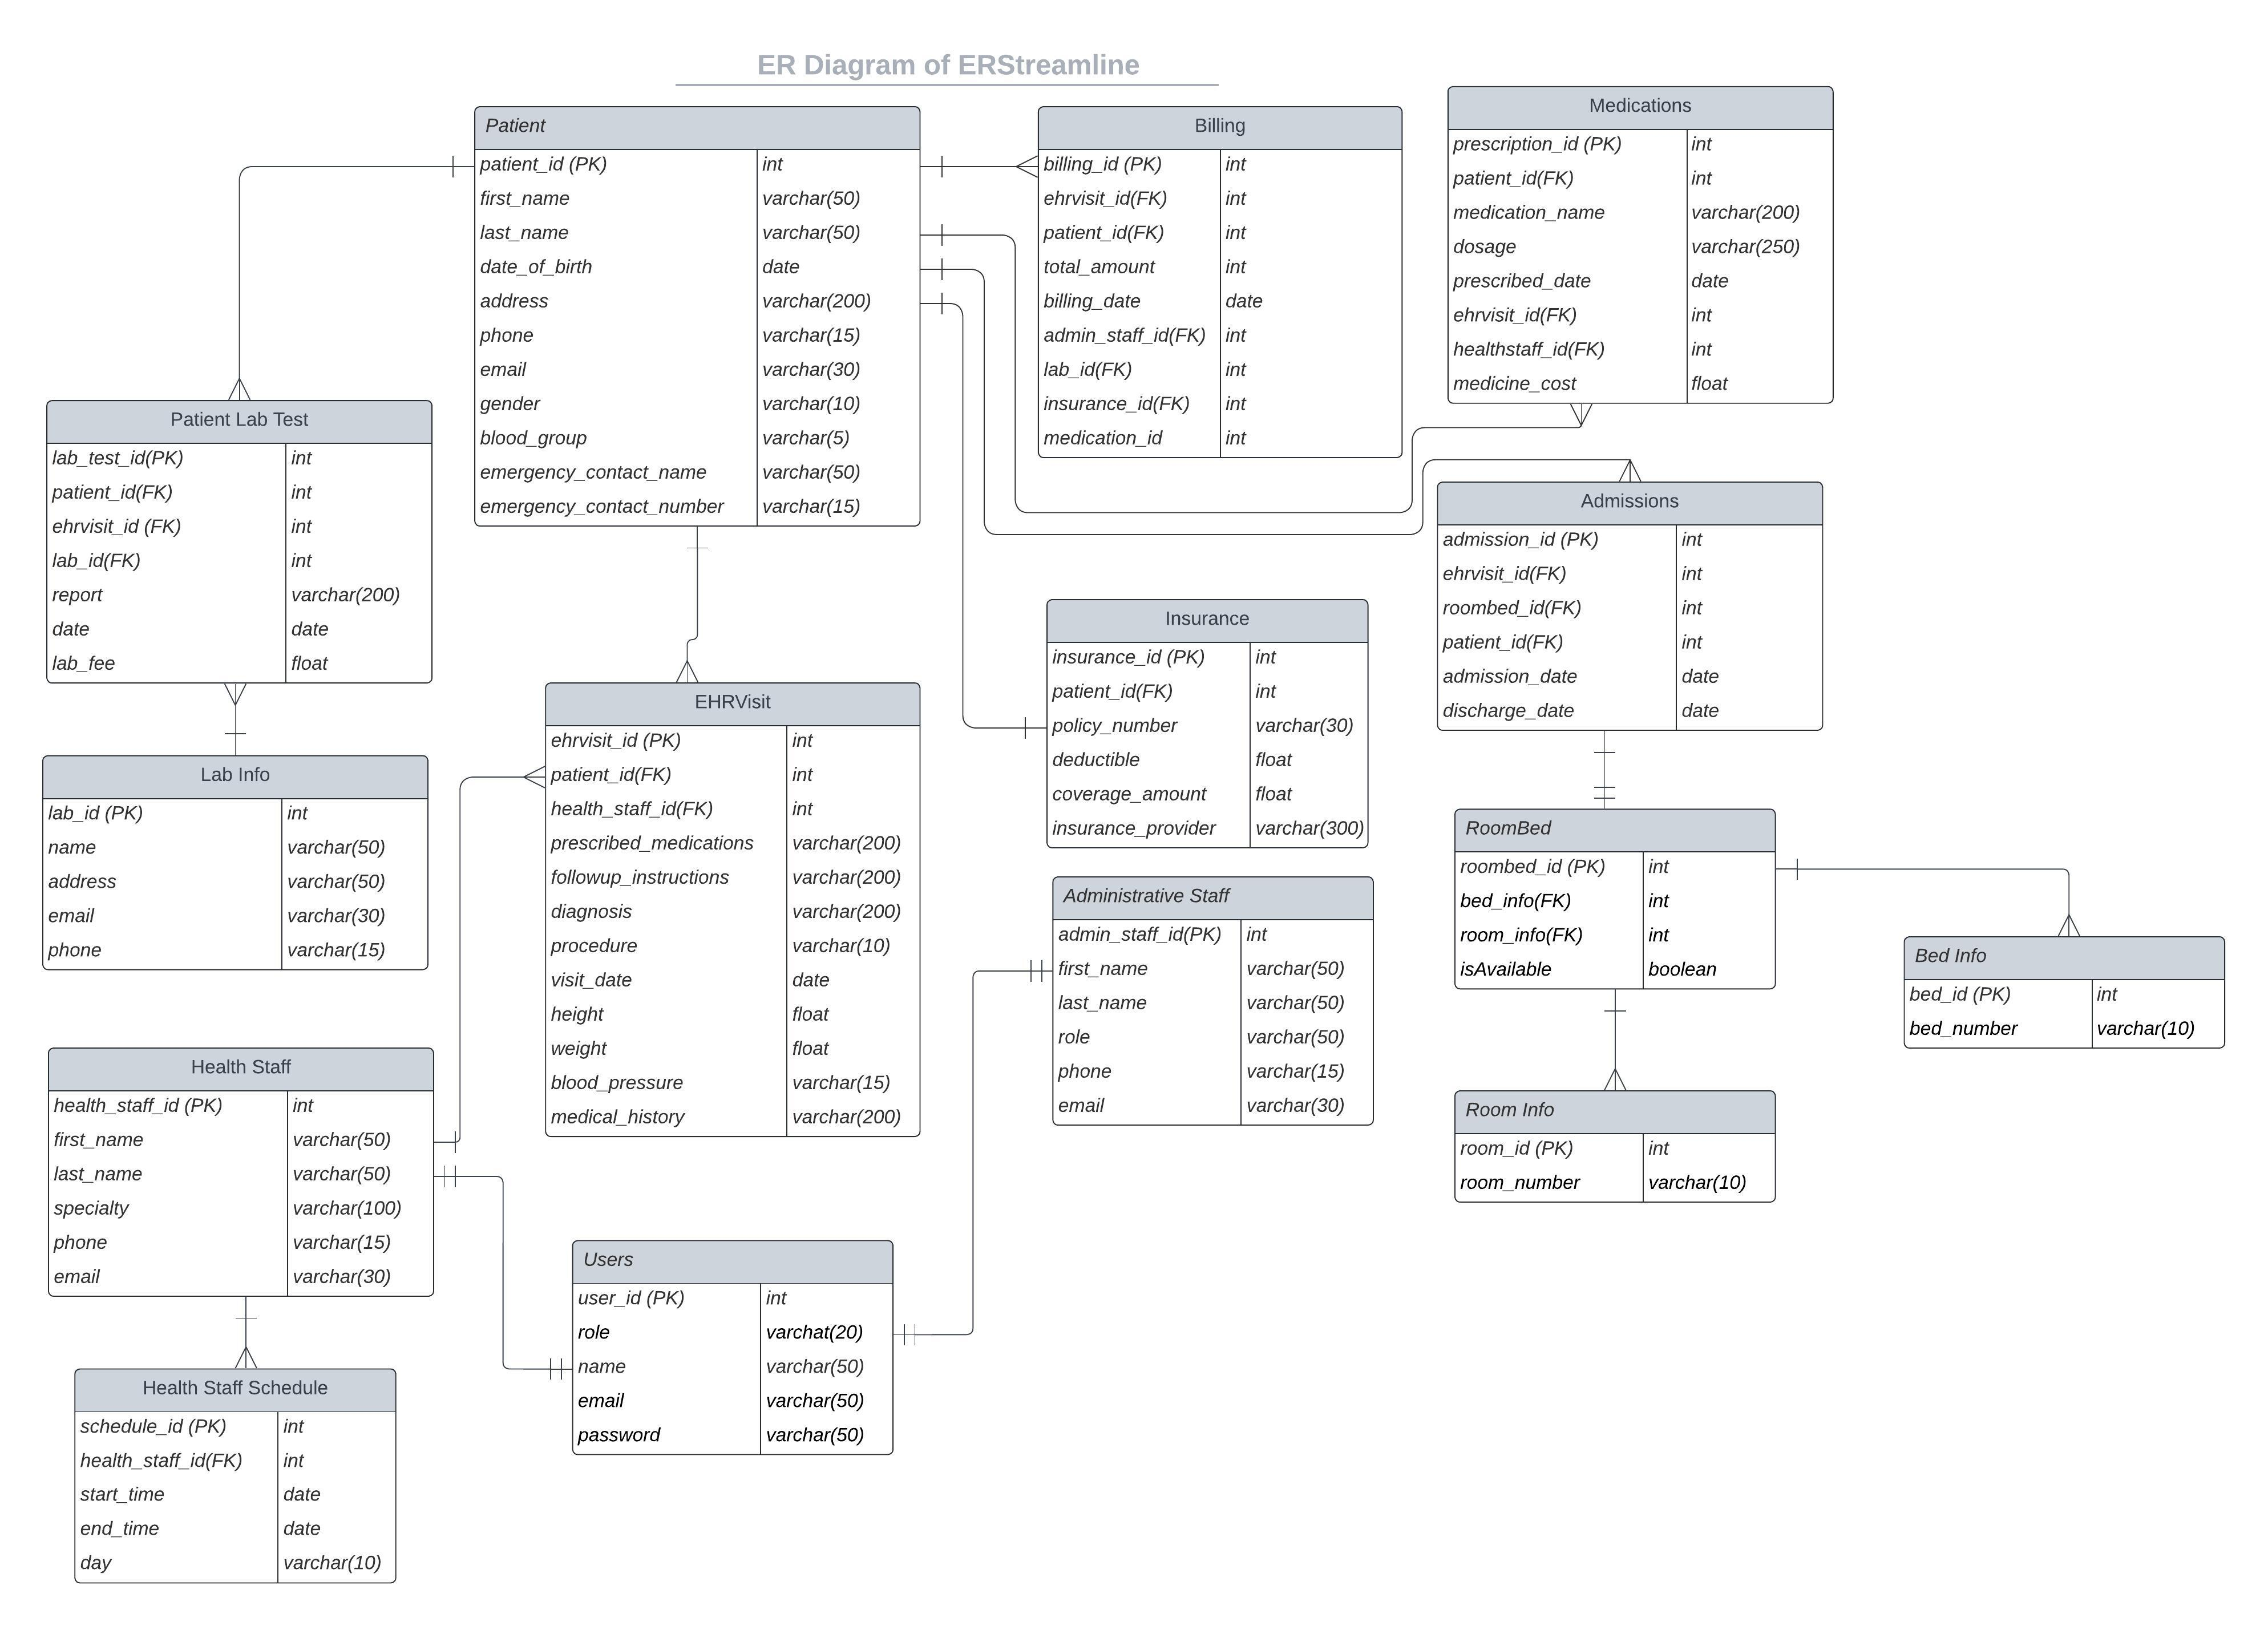 ER Diagram of ERStreamline
Patient
patient_id (PK) int
first_name varchar(50)
last_name varchar(50)
date_of_birth date
address varchar(200)
phone varchar(15)
email varchar(30)
gender varchar(10)
blood_group varchar(5)
emergency_contact_name varchar(50)
emergency_contact_number varchar(15)
Billing
billing_id (PK) int
ehrvisit_id(FK) int
patient_id(FK) int
total_amount int
billing_date date
admin_staff_id(FK) int
lab_id(FK) int
insurance_id(FK) int
medication_id int
Medications
prescription_id (PK) int
patient_id(FK) int
medication_name varchar(200)
dosage varchar(250)
prescribed_date date
ehrvisit_id(FK) int
healthstaff_id(FK) int
medicine_cost float
Patient Lab Test
lab_test_id(PK) int
patient_id(FK) int
ehrvisit_id (FK) int
lab_id(FK) int
report varchar(200)
date date
lab_fee float
Admissions
admission_id (PK) int
ehrvisit_id(FK) int
roombed_id(FK) int
patient_id(FK) int
admission_date date
discharge_date date
Insurance
insurance_id (PK) int
patient_id(FK) int
policy_number varchar(30)
deductible float
coverage_amount float
insurance_provider varchar(300)
EHRVisit
ehrvisit_id (PK) int
patient_id(FK) int
health_staff_id(FK) int
prescribed_medications varchar(200)
followup_instructions varchar(200)
diagnosis varchar(200)
procedure varchar(10)
visit_date date
height float
weight float
blood_pressure varchar(15)
medical_history varchar(200)
Lab Info
lab_id (PK) int
name varchar(50)
address varchar(50)
email varchar(30)
phone varchar(15)
RoomBed
roombed_id (PK) int
bed_info(FK) int
room_info(FK) int
isAvailable boolean
Administrative Staff
admin_staff_id(PK) int
first_name varchar(50)
last_name varchar(50)
role varchar(50)
phone varchar(15)
email varchar(30)
Bed Info
bed_id (PK) int
bed_number varchar(10)
Health Staff
health_staff_id (PK) int
first_name varchar(50)
last_name varchar(50)
specialty varchar(100)
phone varchar(15)
email varchar(30)
Room Info
room_id (PK) int
room_number varchar(10)
Users
user_id (PK) int
role varchat(20)
name varchar(50)
email varchar(50)
password varchar(50)
Health Staff Schedule
schedule_id (PK) int
health_staff_id(FK) int
start_time date
end_time date
day varchar(10)